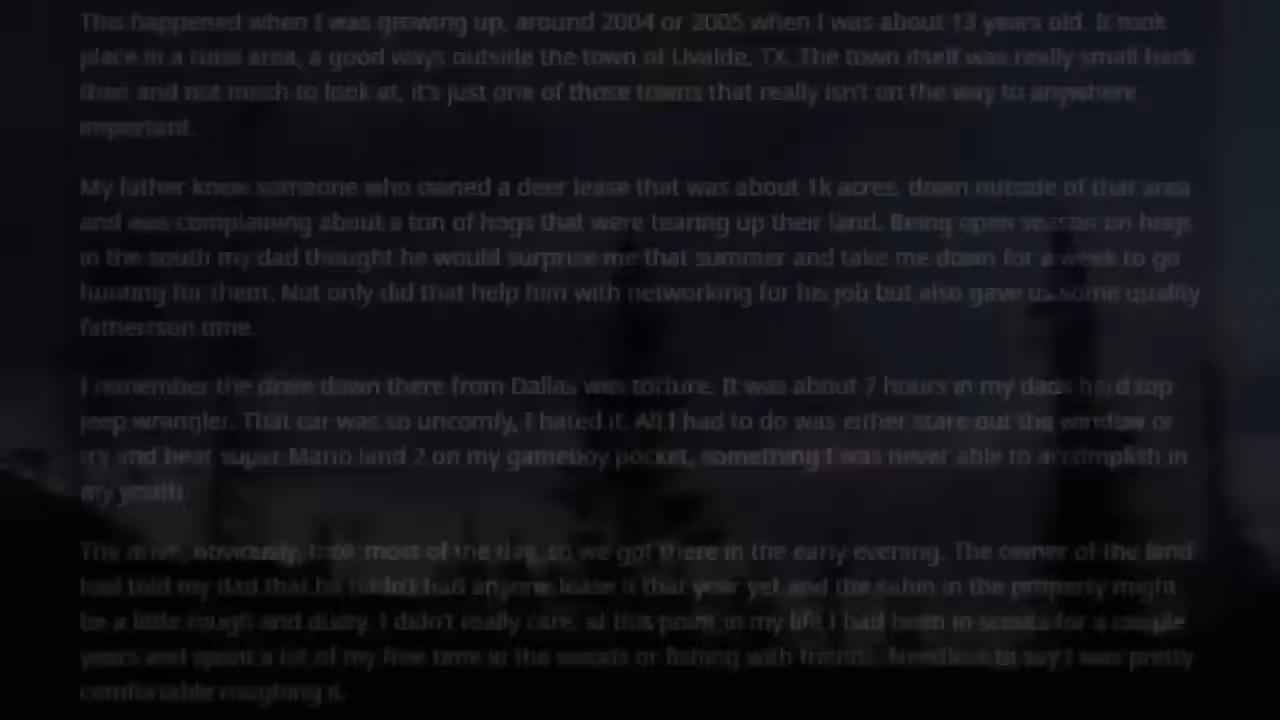 This happened when I was growing up, around 2004 or 2005 when I was about 13 years old. It took
place in a rural area, a good ways outside the town of Uvalde, TX. The town itself was really small back
then and not much to look at, it's just one of those towns that really isn't on the way to anywhere
important.
My father knew someone who owned a deer lease that was about 1k acres, down outside of that area
and was complaining about a ton of hogs that were tearing up their land. Being open season on hogs
in the south my dad thought he would surprise me that summer and take me down for a week to go
hunting for them. Not only did that help him with networking for his job but also gave us some quality
father/son time.
I remember the drive down there from Dallas was torture. It was about 7 hours in my dads hard top
jeep wrangler. That car was so uncomfy, I hated it. All I had to do was either stare out the window or
try and beat super Mario land 2 on my gameboy pocket, something I was never able to accomplish in
my youth.
The drive, obviously, took most of the day, so we got there in the early evening. The owner of the land
had told my dad that he hadn't had anyone lease it that year yet and the cabin in the property might
be a little rough and dusty. I didn't really care, at this point in my life I had been in scouts for a couple
years and spent a lot of my free time in the woods or fishing with friends. Needless to say I was pretty
comfortable roughing it.